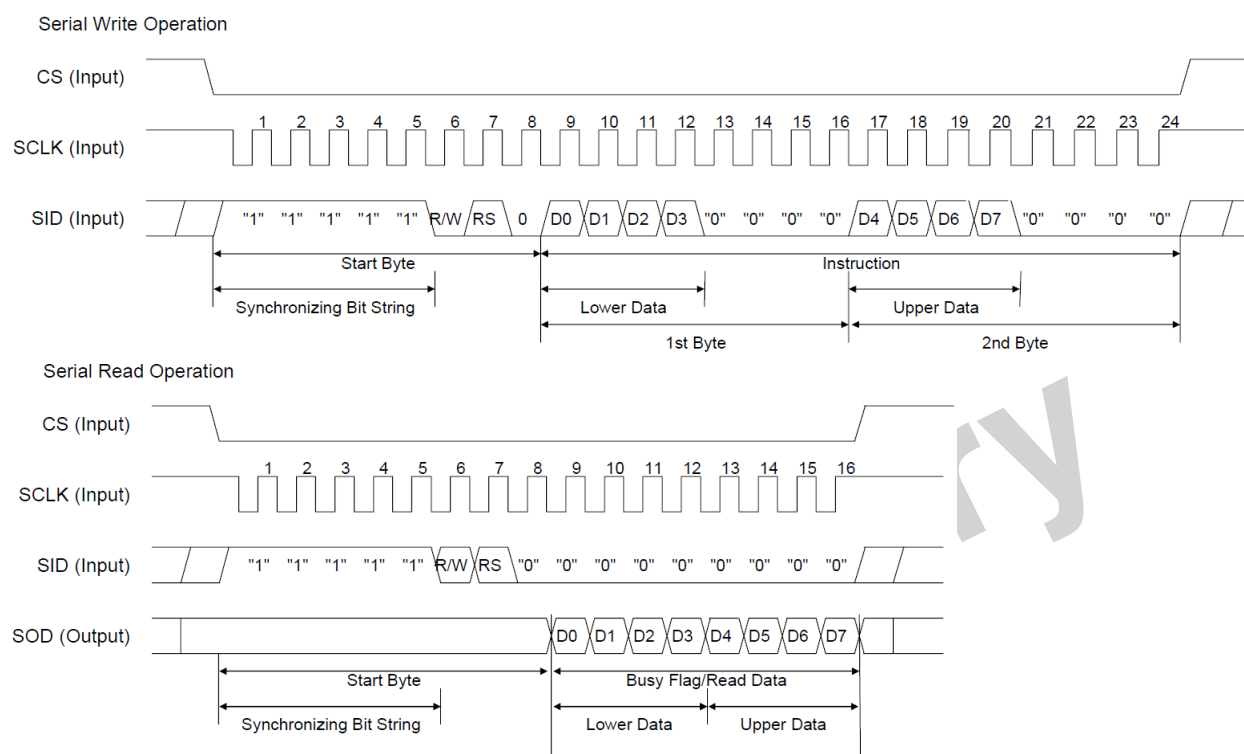 Serial Write Operation
CS (Input)
1 2 3 4 5 6 7 8 9 10 11 12 13 14 15 16 17 18 19 20 21 22 23 24
SCLK (Input)
SID (Input) "1" "1" "1" "1" "1" R/W RS 0 D0 D1 D2 D3 "0" "0" "0" "0" D4 D5 D6 D7 "0" "0" "0' "0"
Start Byte Instruction
Synchronizing Bit String Lower Data Upper Data
1st Byte 2nd Byte
Serial Read Operation
CS (Input)
1 2 3 4 5 6 7 8 9 10 11 12 13 14 15 16
SCLK (Input)
SID (Input) "1" "1" "1" "1" "1" R/W RS "0" "0" "0" "0" "0" "0" "0" "0" "0"
SOD (Output) D0 D1 D2 D3 D4 D5 D6 D7
Start Byte Busy Flag/Read Data
Synchronizing Bit String Lower Data Upper Data
ry